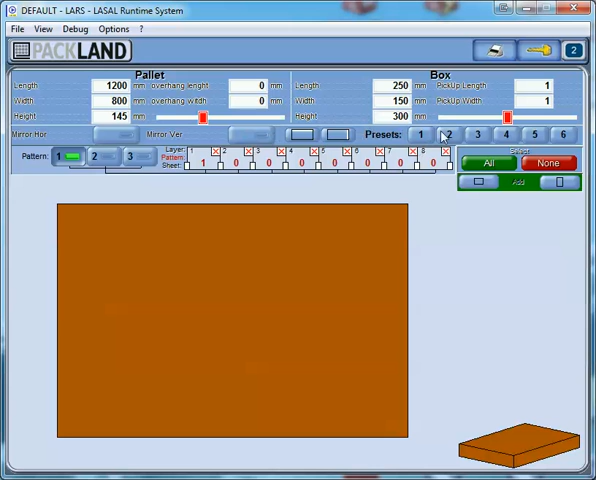 DEFAULT - LARS - LASAL Runtime System
File View Debug Options ?
PACKLAND
2
Pallet
Box
Length 1200 mm overhang lenght 0 mm
Length 250 mm PickUp Length 1
Width 800 mm overhang witdh 0 mm
Width 150 mm PickUp Width 1
Height 145 mm
Height 300 mm
Mirror Hor Mirror Ver Presets: 1 2 3 4 5 6
Pattern: 1 2 3
Layer: 1 2 3 4 5 6 7 8
Pattern: 1 0 0 0 0 0 0 0
Sheet:
Select
All None
Add